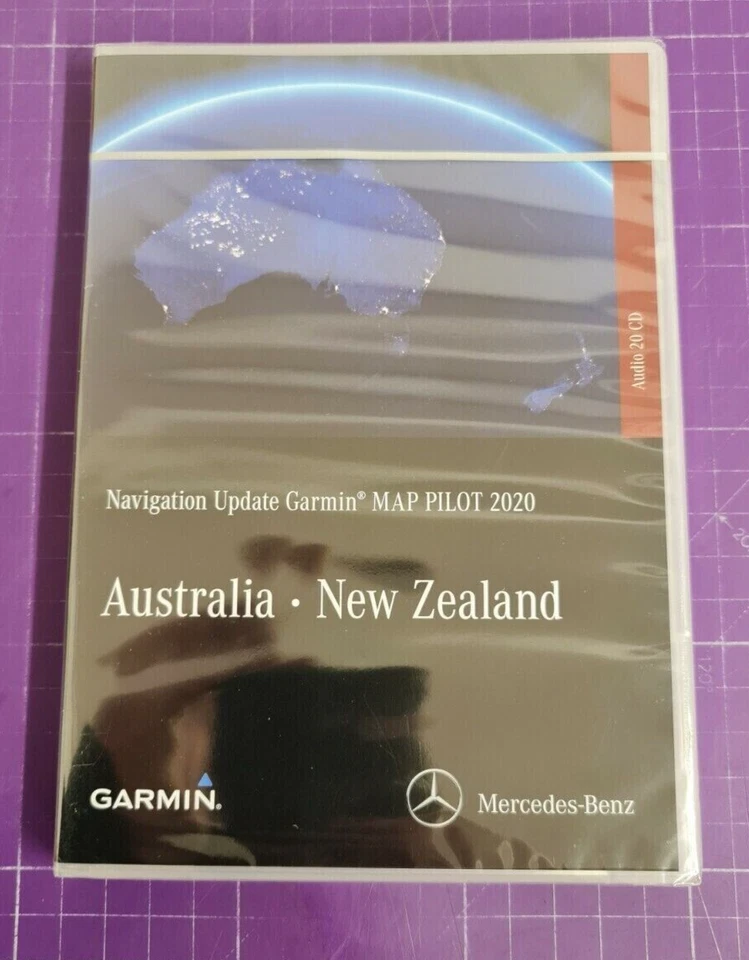 Audio 20 CD
Navigation Update Garmin® MAP PILOT 2020
Australia · New Zealand
GARMIN.
Mercedes-Benz